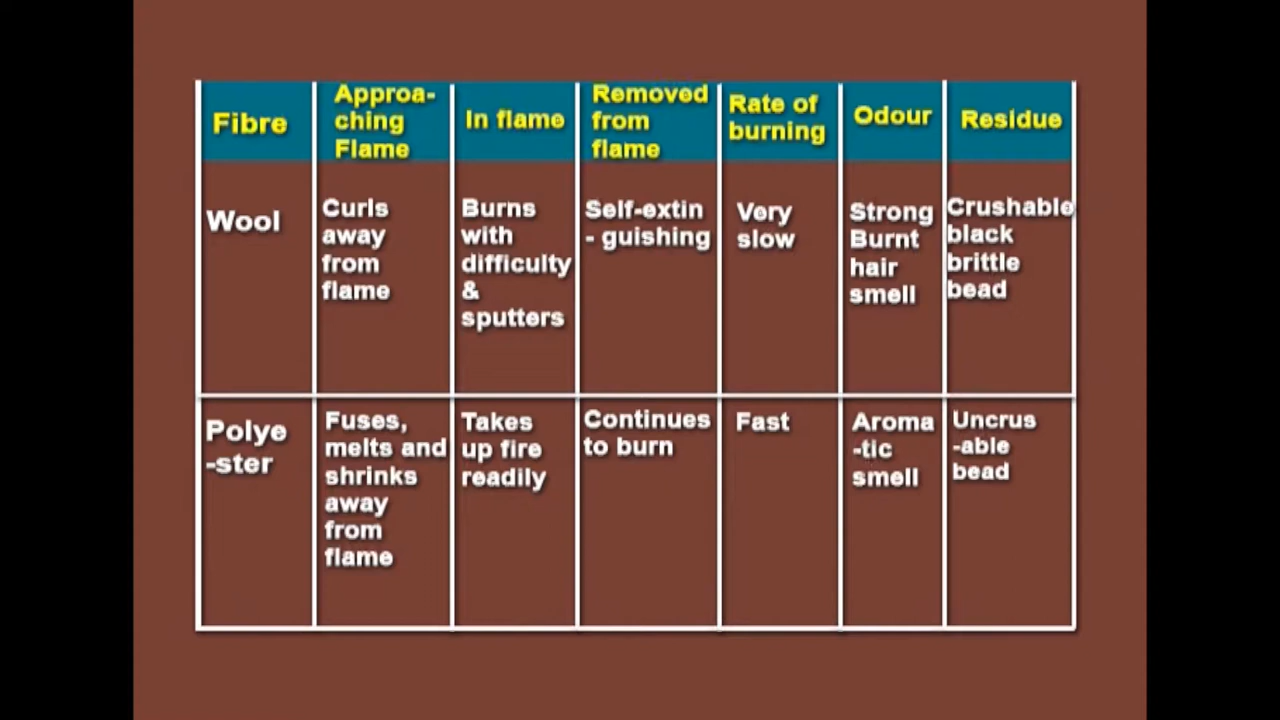 Fibre
Approa-
ching
Flame
In flame
Removed
from
flame
Rate of
burning
Odour
Residue
Wool
Curls
away
from
flame
Burns
with
difficulty
&
sputters
Self-extin
- guishing
Very
slow
Strong
Burnt
hair
smell
Crushable
black
brittle
bead
Polye
-ster
Fuses,
melts and
shrinks
away
from
flame
Takes
up fire
readily
Continues
to burn
Fast
Aroma
-tic
smell
Uncrus
-able
bead